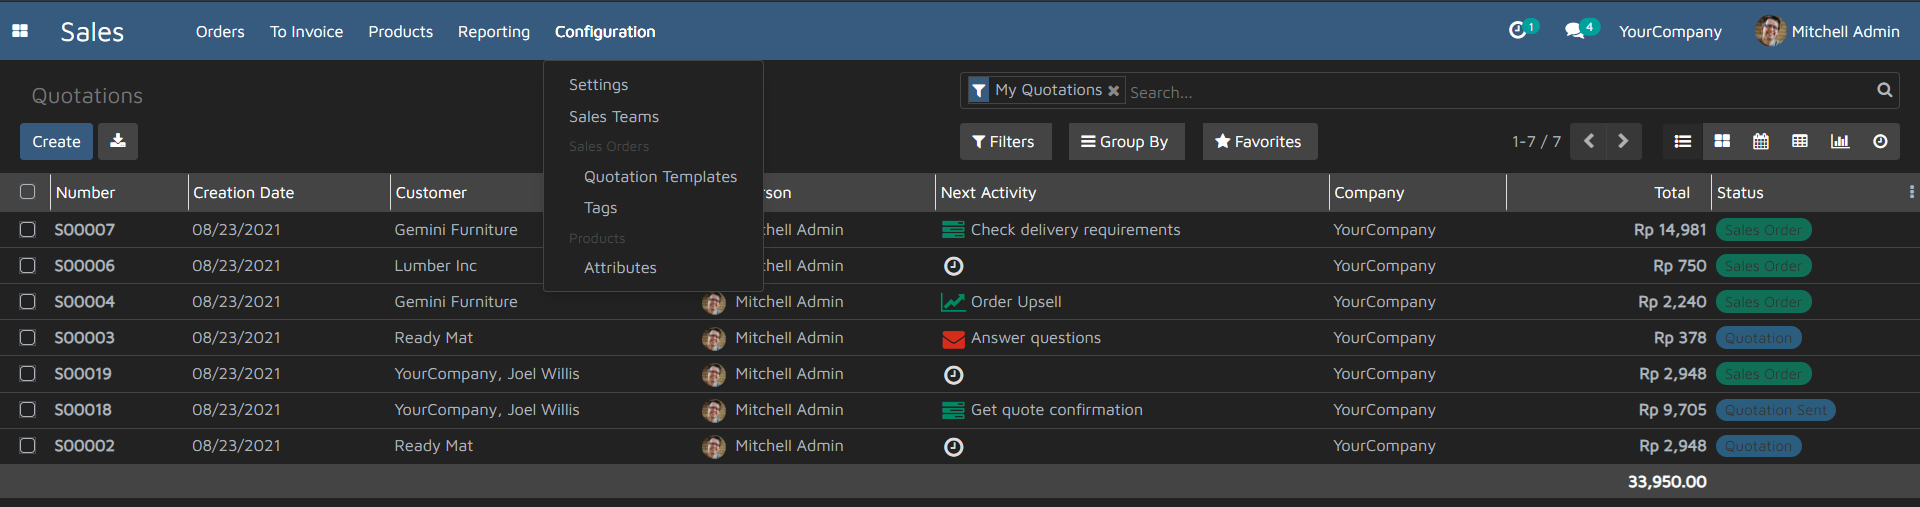 Sales Orders To Invoice Products Reporting Configuration 1 4 YourCompany Mitchell Admin
Quotations
My Quotations Search...
Create
Filters Group By Favorites 1-7 / 7
Settings
Sales Teams
Sales Orders
Quotation Templates
Tags
Products
Attributes
Number Creation Date Customer rson Next Activity Company Total Status
S00007 08/23/2021 Gemini Furniture chell Admin Check delivery requirements YourCompany Rp 14,981 Sales Order
S00006 08/23/2021 Lumber Inc chell Admin YourCompany Rp 750 Sales Order
S00004 08/23/2021 Gemini Furniture Mitchell Admin Order Upsell YourCompany Rp 2,240 Sales Order
S00003 08/23/2021 Ready Mat Mitchell Admin Answer questions YourCompany Rp 378 Quotation
S00019 08/23/2021 YourCompany, Joel Willis Mitchell Admin YourCompany Rp 2,948 Sales Order
S00018 08/23/2021 YourCompany, Joel Willis Mitchell Admin Get quote confirmation YourCompany Rp 9,705 Quotation Sent
S00002 08/23/2021 Ready Mat Mitchell Admin YourCompany Rp 2,948 Quotation
33,950.00